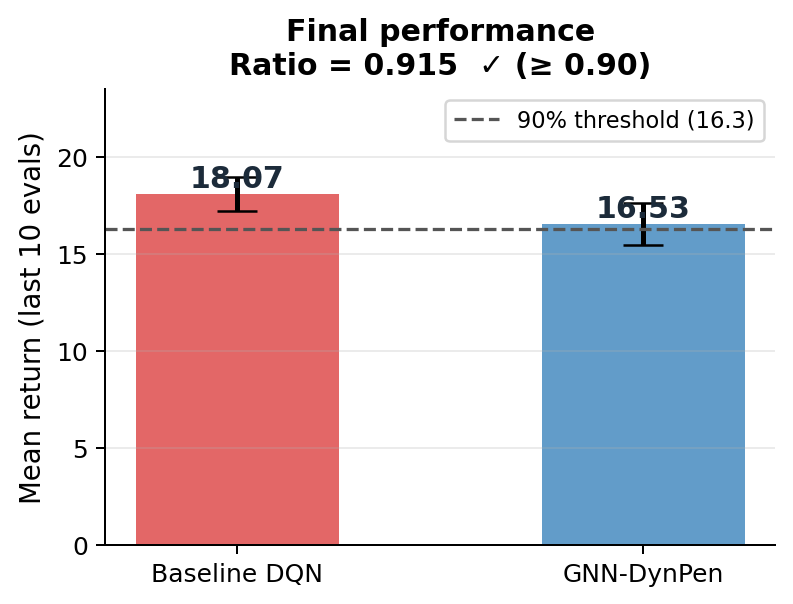 Final performance
Ratio = 0.915 ✓ (≥ 0.90)
90% threshold (16.3)
Mean return (last 10 evals)
20
15
10
5
0
18.07
16.53
Baseline DQN
GNN-DynPen